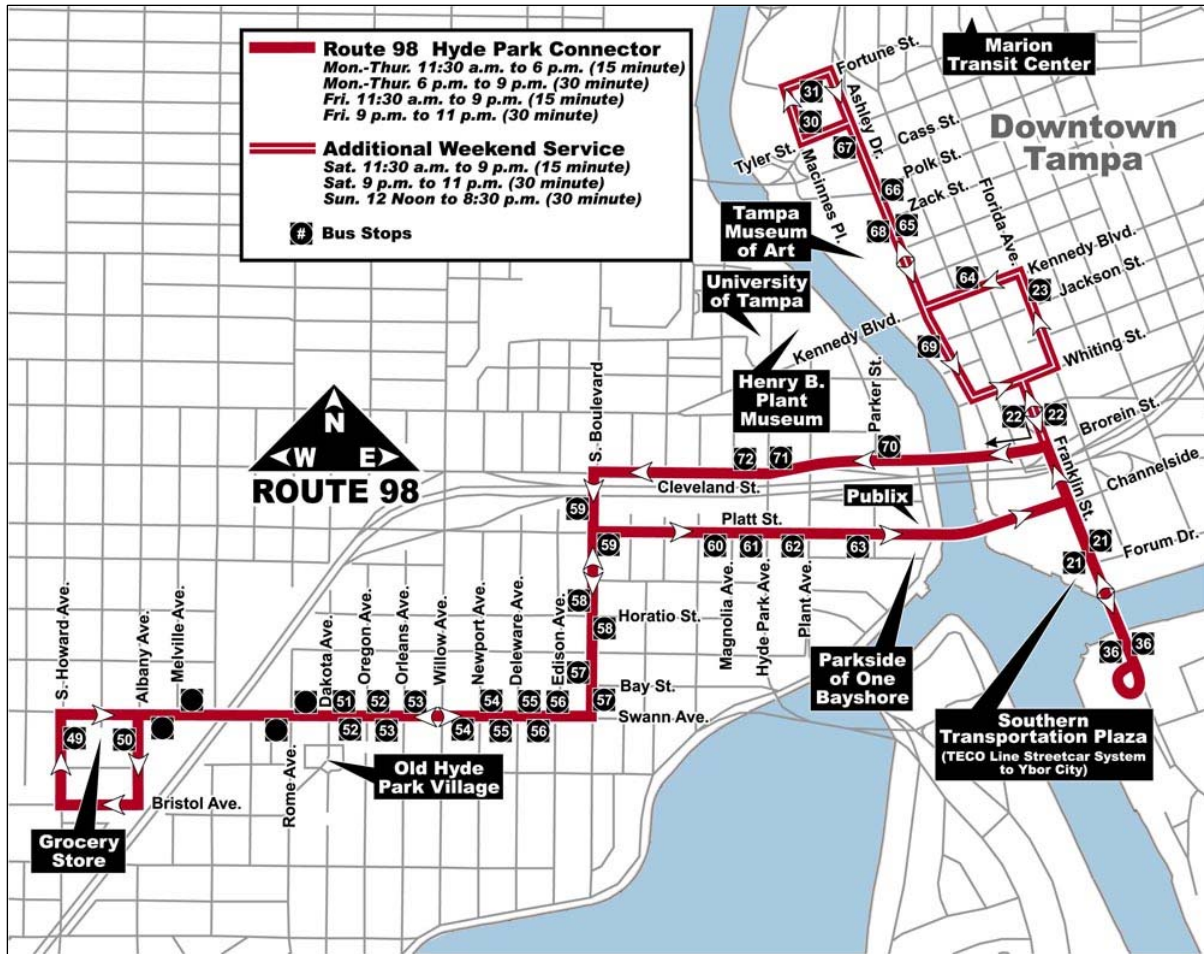 Route 98 Hyde Park Connector
Mon.-Thur. 11:30 a.m. to 6 p.m. (15 minute)
Mon.-Thur. 6 p.m. to 9 p.m. (30 minute)
Fri. 11:30 a.m. to 9 p.m. (15 minute)
Fri. 9 p.m. to 11 p.m. (30 minute)
Additional Weekend Service
Sat. 11:30 a.m. to 9 p.m. (15 minute)
Sat. 9 p.m. to 11 p.m. (30 minute)
Sun. 12 Noon to 8:30 p.m. (30 minute)
# Bus Stops
Marion
Transit Center
Fortune St.
31
30
Ashley Dr.
Cass St.
Downtown
Tampa
Tyler St.
67
Macinnes Pl.
Polk St.
66
Zack St.
65
68
Florida Ave.
Tampa
Museum
of Art
Kennedy Blvd.
64
23
Jackson St.
University
of Tampa
Kennedy Blvd.
69
Whiting St.
Henry B.
Plant
Museum
Parker St.
22
22
Brorein St.
S. Boulevard
N
W
E
ROUTE 98
72
71
70
Cleveland St.
Franklin St.
Channelside
Publix
59
Platt St.
59
60
61
62
63
21
21
Forum Dr.
58
Horatio St.
58
Magnolia Ave.
Hyde Park Ave.
Plant Ave.
36
36
57
Bay St.
57
Swann Ave.
Parkside
of One
Bayshore
Southern
Transportation Plaza
(TECO Line Streetcar System
to Ybor City)
S. Howard Ave.
Albany Ave.
Melville Ave.
Rome Ave.
Dakota Ave.
Oregon Ave.
Orleans Ave.
Willow Ave.
Newport Ave.
Deleware Ave.
Edison Ave.
51
52
53
54
55
56
49
50
52
53
54
55
56
Old Hyde
Park Village
Bristol Ave.
Grocery
Store